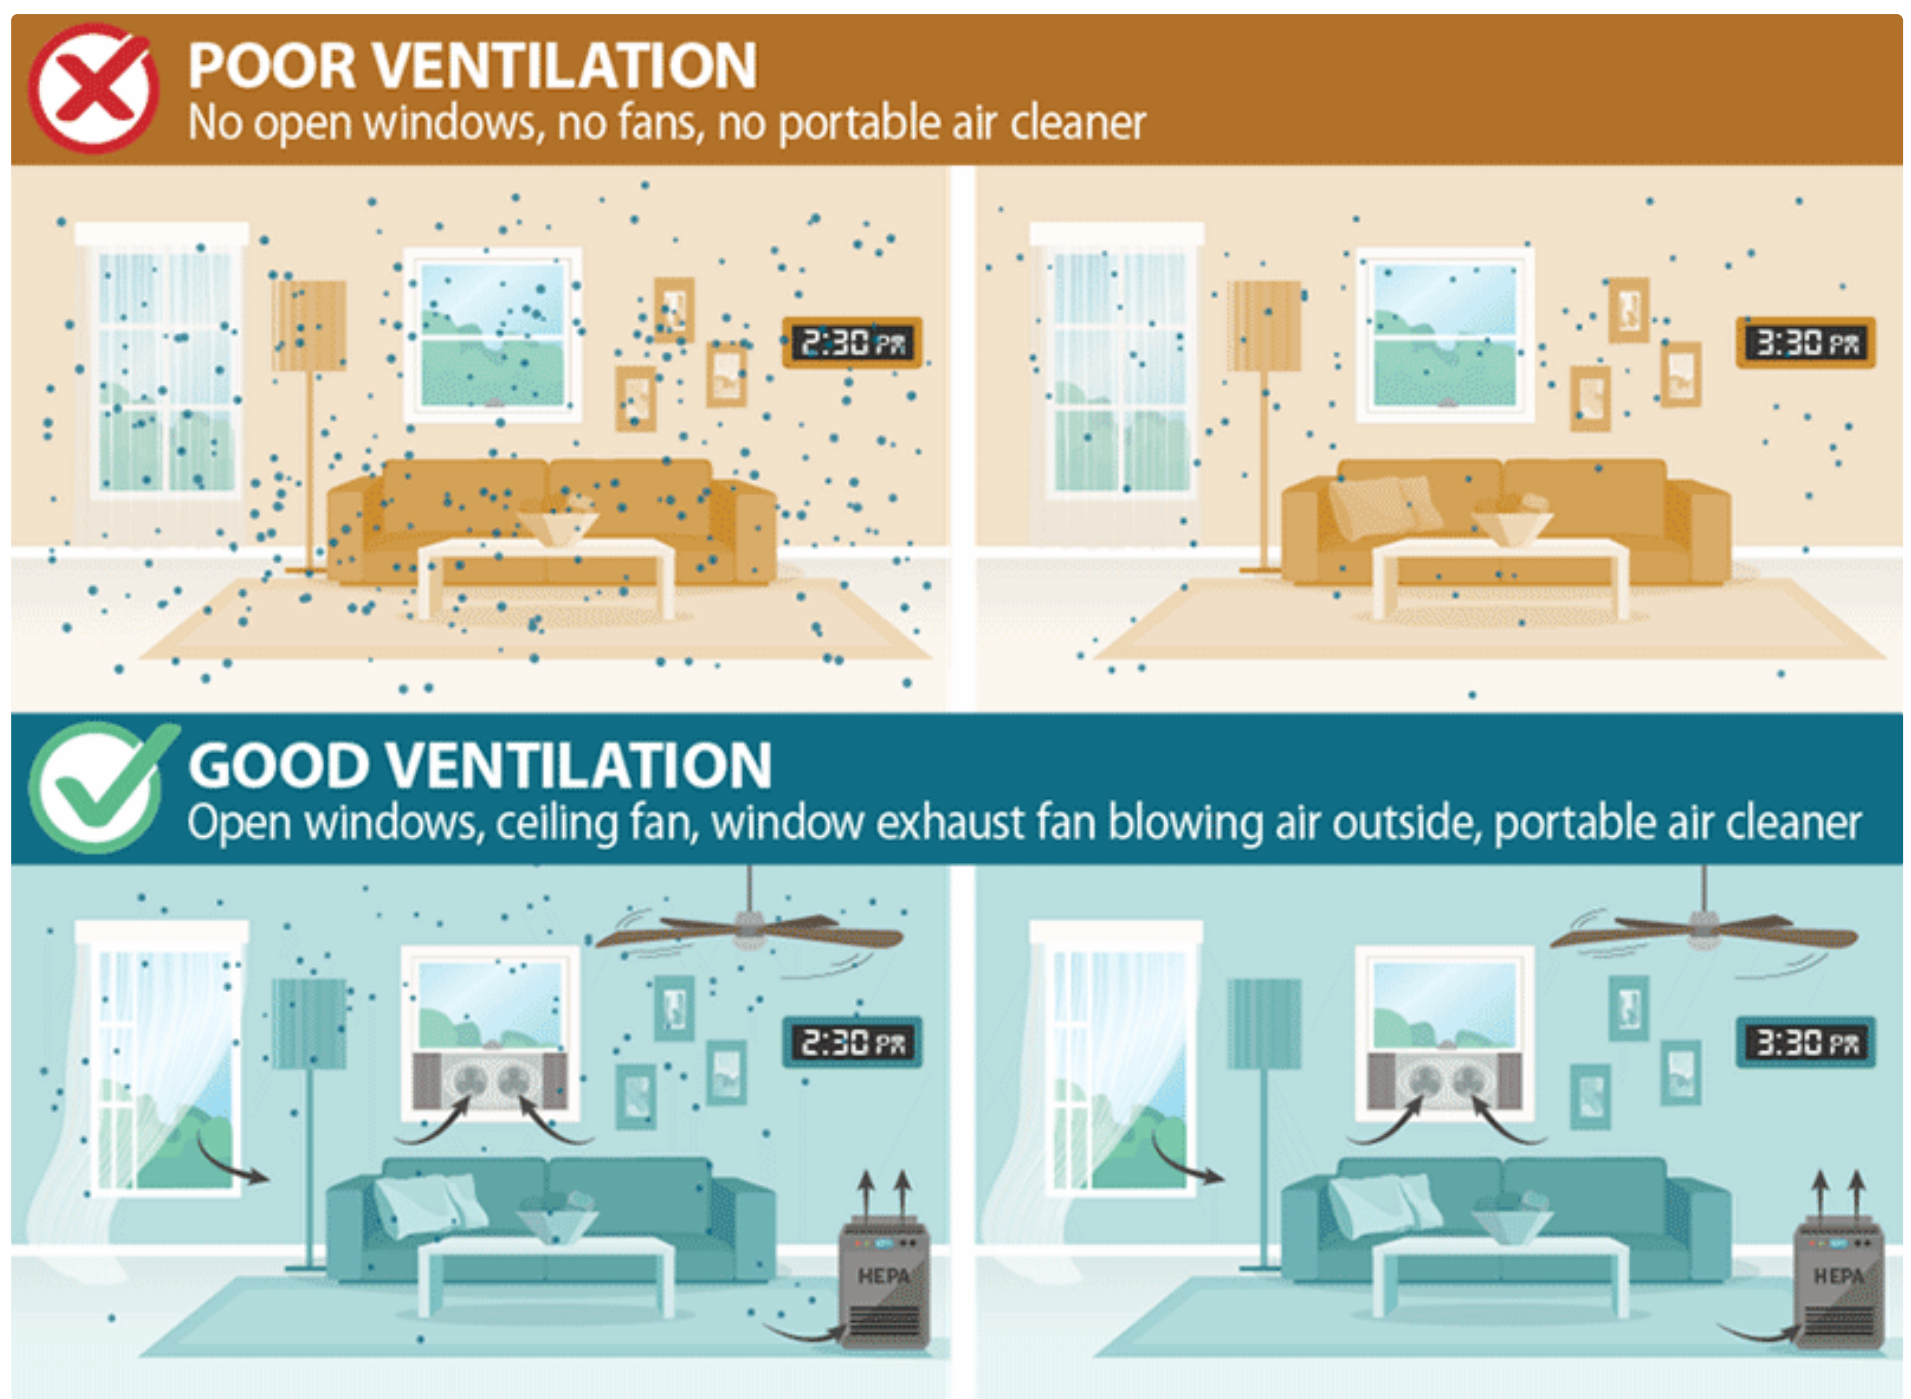 POOR VENTILATION
No open windows, no fans, no portable air cleaner
2:30 PM
3:30 PM
GOOD VENTILATION
Open windows, ceiling fan, window exhaust fan blowing air outside, portable air cleaner
2:30 PM
3:30 PM
HEPA
HEPA